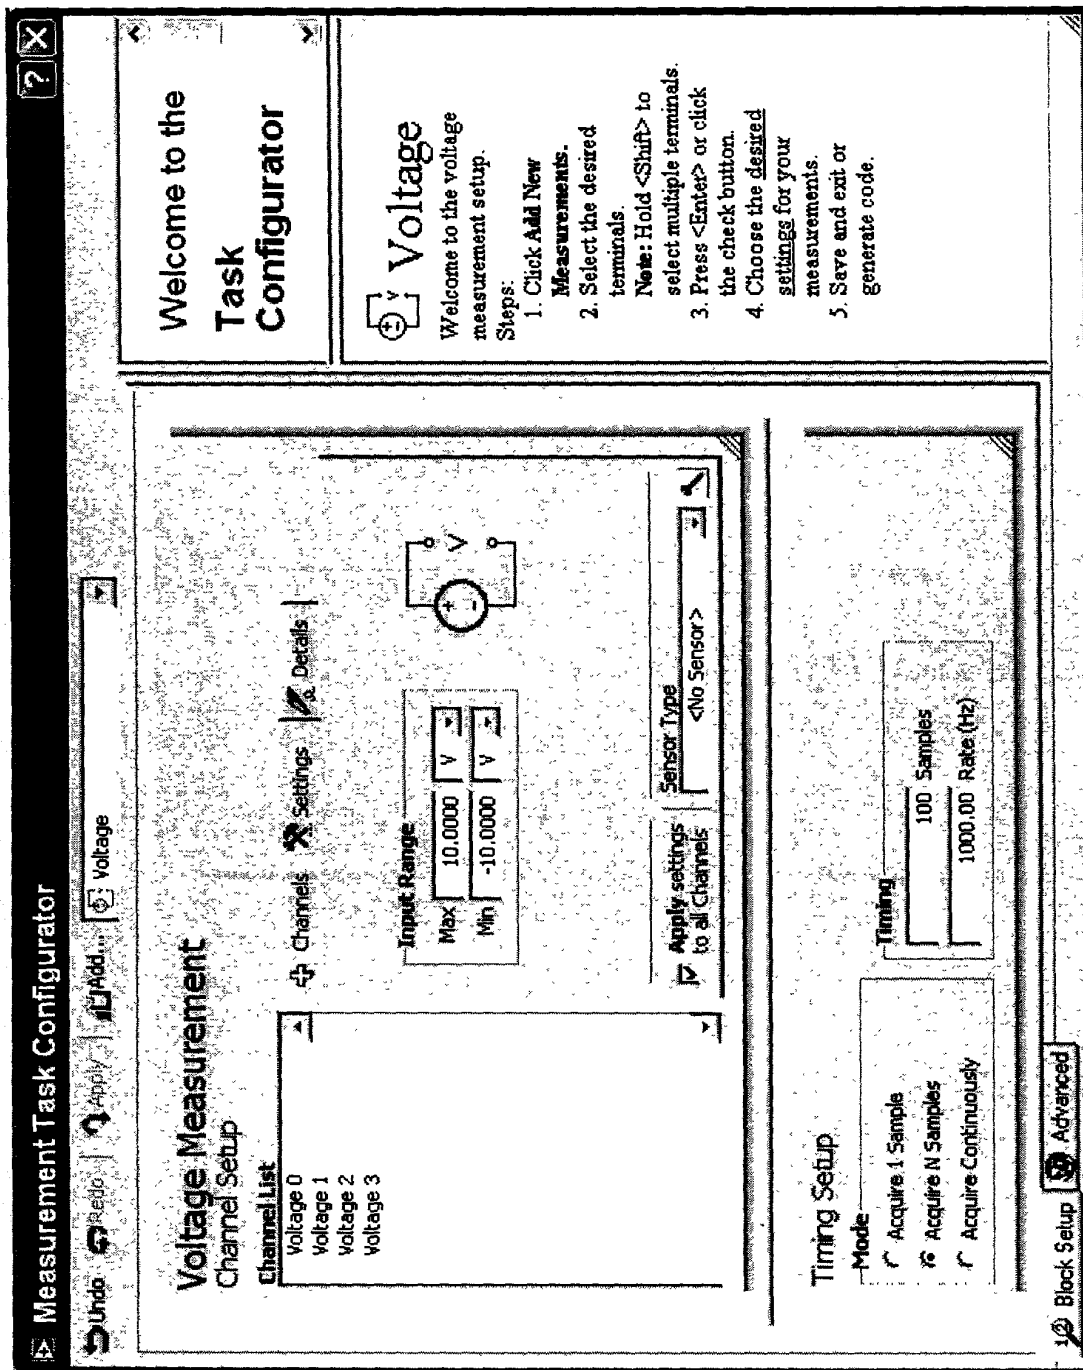 Measurement Task Configurator
Undo Redo Apply Add... Voltage
Voltage Measurement
Channel Setup
Channel List
Voltage 0
Voltage 1
Voltage 2
Voltage 3
Channels Settings Details
Input Range
Max 10.0000 V
Min -10.0000 V
V
Apply settings
to all Channels
Sensor Type
<No Sensor>
Timing Setup
Mode
Acquire 1 Sample
Acquire N Samples
Acquire Continuously
Timing
100 Samples
1000.00 Rate (Hz)
Block Setup Advanced
Welcome to the
Task
Configurator
V Voltage
Welcome to the voltage
measurement setup.
Steps:
1. Click Add New
Measurements.
2. Select the desired
terminals.
Note: Hold <Shift> to
select multiple terminals.
3. Press <Enter> or click
the check button.
4. Choose the desired
settings for your
measurements.
5. Save and exit or
generate code.